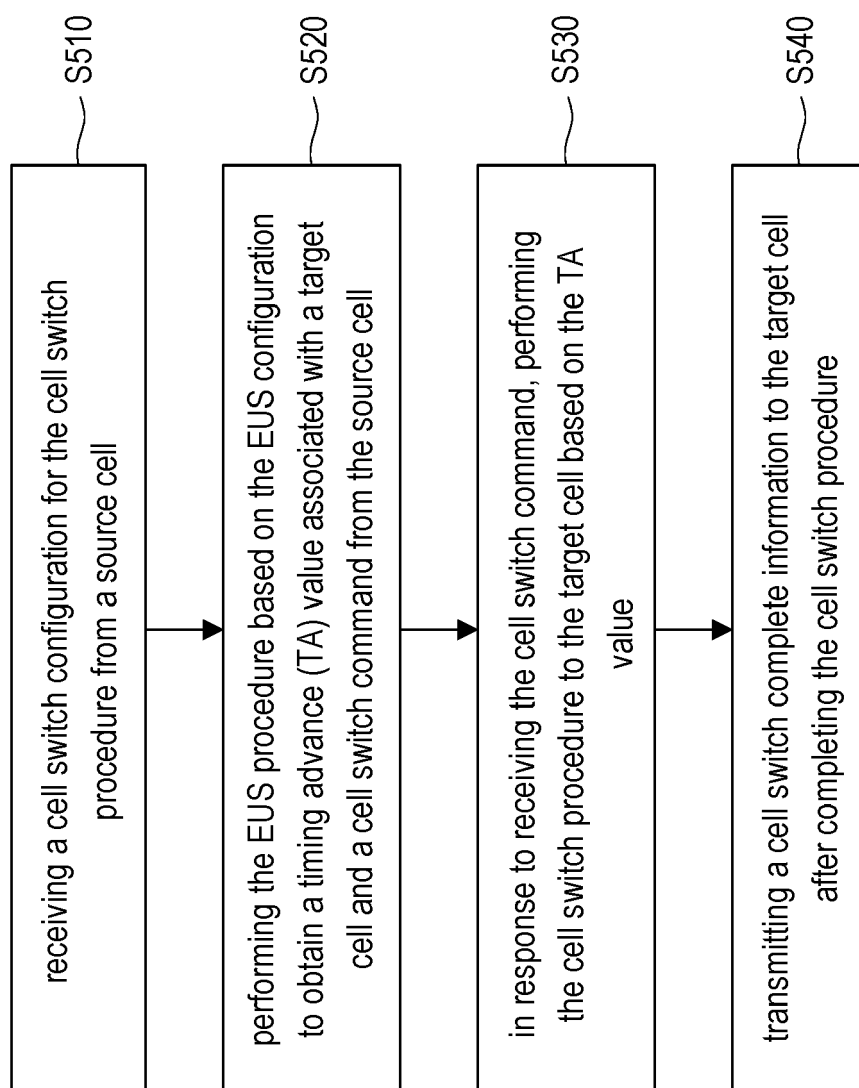 receiving a cell switch configuration for the cell switch
procedure from a source cell
S510
performing the EUS procedure based on the EUS configuration
to obtain a timing advance (TA) value associated with a target
cell and a cell switch command from the source cell
S520
in response to receiving the cell switch command, performing
the cell switch procedure to the target cell based on the TA
value
S530
transmitting a cell switch complete information to the target cell
after completing the cell switch procedure
S540